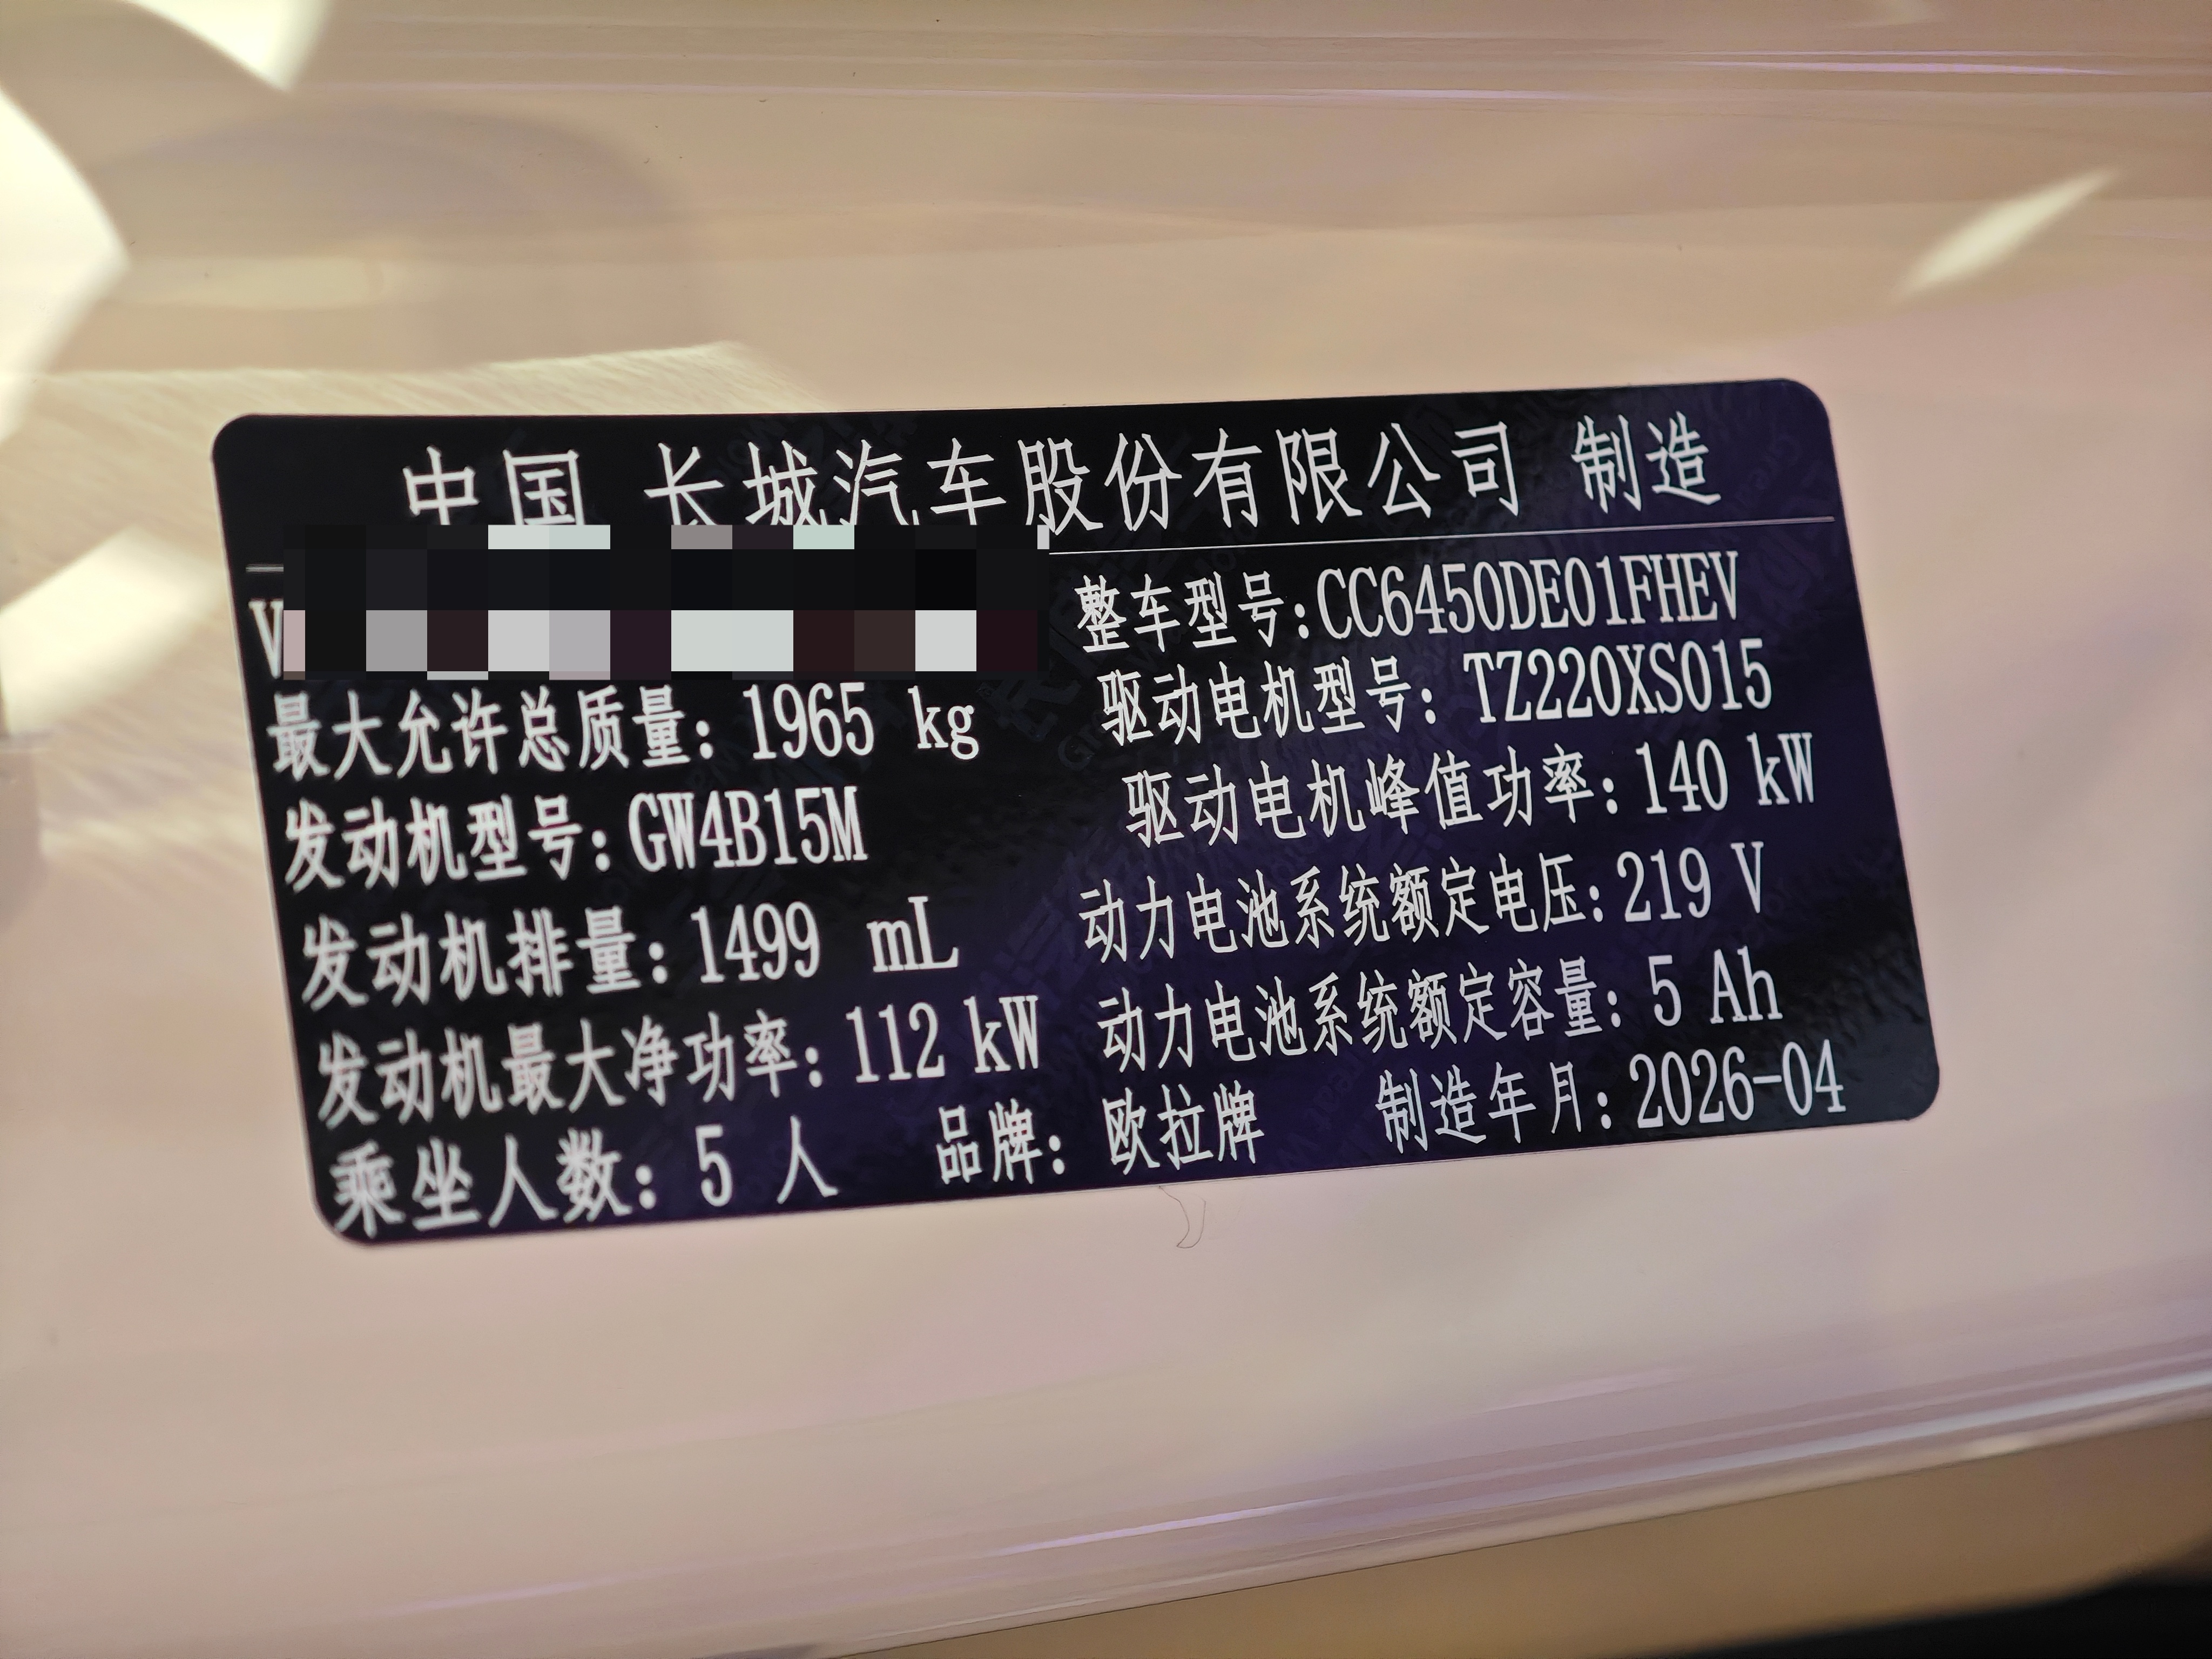 中国 长城汽车股份有限公司 制造
V
整车型号:CC6450DE01FHEV
最大允许总质量: 1965 kg
驱动电机型号: TZ220XS015
发动机型号: GW4B15M
驱动电机峰值功率: 140 kW
发动机排量: 1499 mL
动力电池系统额定电压: 219 V
发动机最大净功率: 112 kW
动力电池系统额定容量: 5 Ah
乘坐人数: 5 人 品牌: 欧拉牌 制造年月: 2026-04